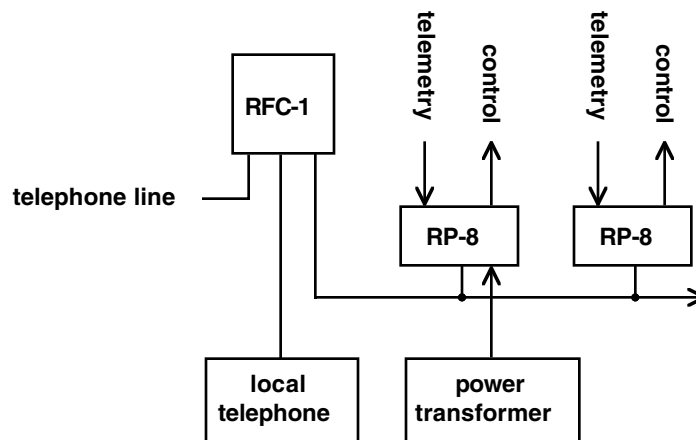 telemetry
control
telemetry
control
RFC-1
telephone line
RP-8
RP-8
local
telephone
power
transformer